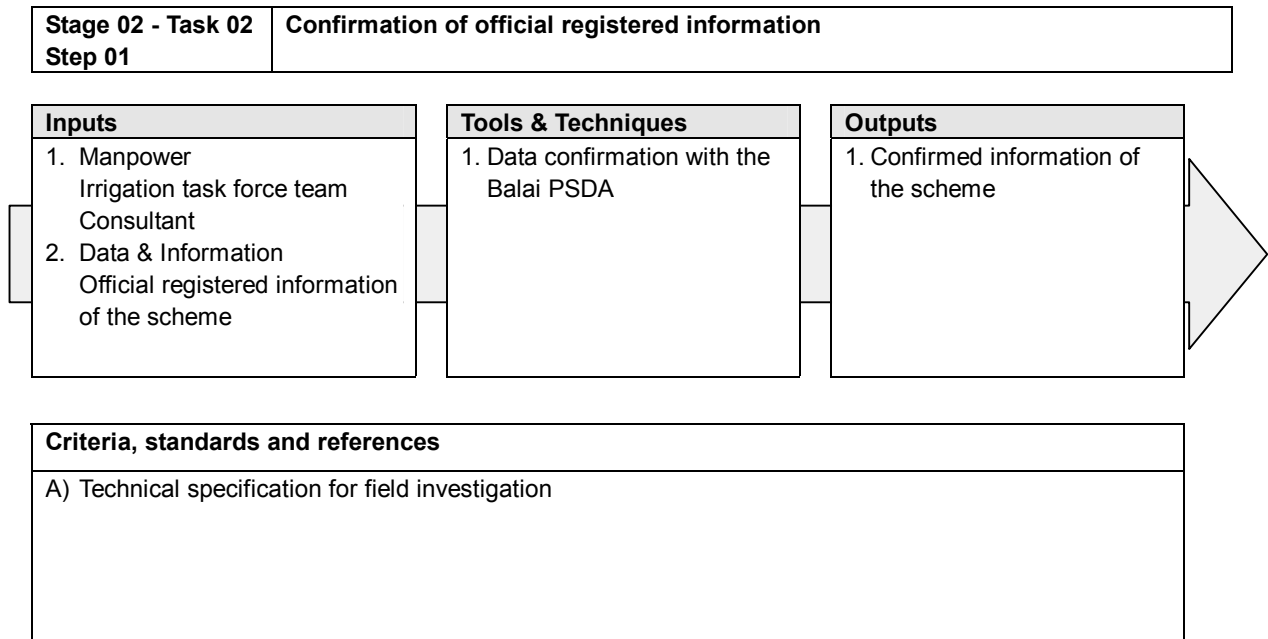 Stage 02 - Task 02
Step 01
Confirmation of official registered information
Inputs
1. Manpower
Irrigation task force team
Consultant
2. Data & Information
Official registered information
of the scheme
Tools & Techniques
1. Data confirmation with the
Balai PSDA
Outputs
1. Confirmed information of
the scheme
Criteria, standards and references
A) Technical specification for field investigation